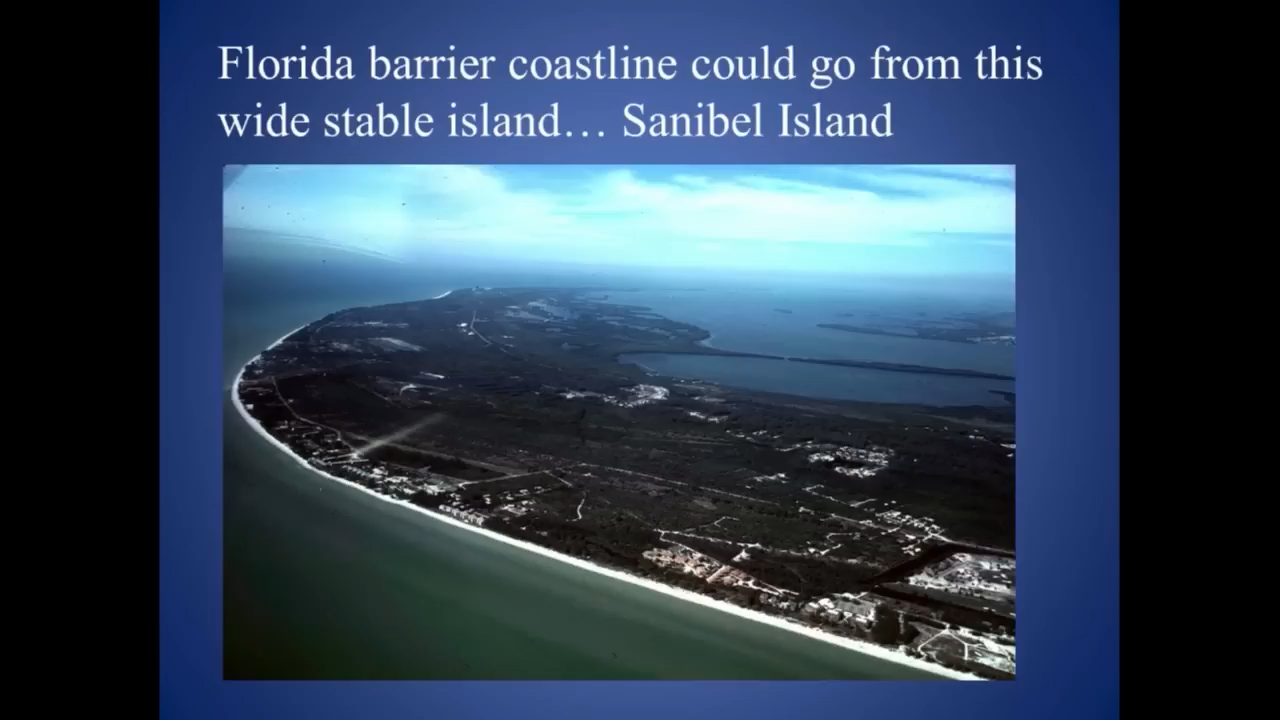 Florida barrier coastline could go from this
wide stable island… Sanibel Island